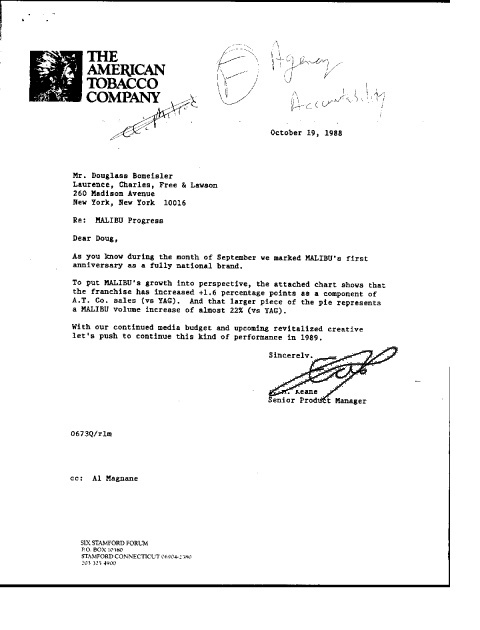 THE
AMERICAN
TOBACCO
COMPANY
F
Agency
Accountability
October 19, 1988
Mr. Douglass Bomeisler
Laurence, Charles, Free & Lawson
260 Madison Avenue
New York, New York 10016
Re: MALIBU Progress
Dear Doug,
As you know during the month of September we marked MALIBU's first
anniversary as a fully national brand.
To put MALIBU's growth into perspective, the attached chart shows that
the franchise has increased +1.6 percentage points as a component of
A.T. Co. sales (vs YAG). And that larger piece of the pie represents
a MALIBU volume increase of almost 22% (vs YAG).
With our continued media budget and upcoming revitalized creative
let's push to continue this kind of performance in 1989.
Sincerely,
Keane
Senior Product Manager
0673Q/rlm
cc: Al Magnane
SIX STAMFORD FORUM
P.O. BOX 10380
STAMFORD CONNECTICUT 06904-2380
203 325-4900